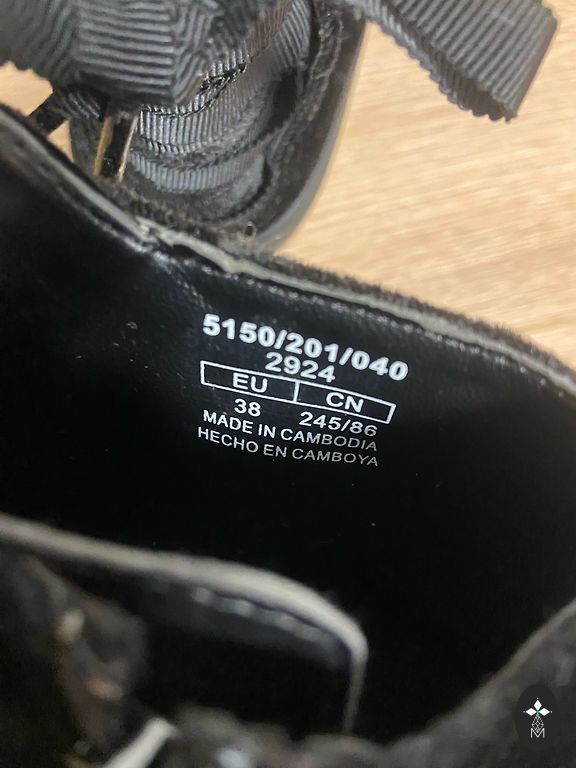 5150/201/040
2924
EU CN
38 245/86
MADE IN CAMBODIA
HECHO EN CAMBOYA
M